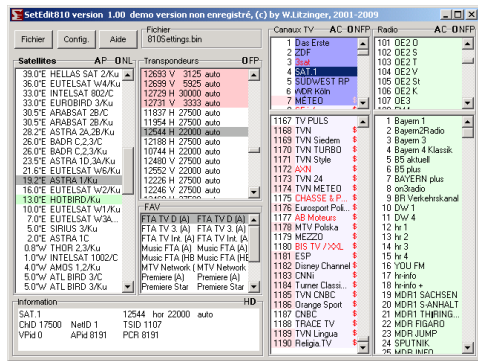 SetEdit810 version 1.00 demo version non enregistré, (c) by W.Litzinger, 2001-2009
Fichier
Config.
Aide
Fichier
810Settings.bin
Satellites AP ONL
39.0°E HELLAS SAT 2/Ku
36.0°E EUTELSAT W4/Ku
33.0°E INTELSAT 802/C
33.0°E EUROBIRD 3/Ku
30.5°E ARABSAT 2B/C
30.5°E ARABSAT 2B/Ku
28.2°E ASTRA 2A,2B/Ku
26.0°E BADR C,2,3/C
26.0°E BADR C,2,3/Ku
23.5°E ASTRA 1D,3A/Ku
21.6°E EUTELSAT W6/Ku
19.2°E ASTRA 1/Ku
16.0°E EUTELSAT W2/Ku
13.0°E HOTBIRD/Ku
10.0°E EUTELSAT W1/Ku
7.0°E EUTELSAT W3A...
5.0°E SIRIUS 3/Ku
2.0°E ASTRA 1C
0.8°W THOR 2,3/Ku
1.0°W INTELSAT 1002/C
4.0°W AMOS 1,2/Ku
5.0°W ATL BIRD 3/C
5.0°W ATL BIRD 3/Ku
Transpondeurs OFP
12693 V 3125 auto
12699 V 5925 auto
12729 H 30000 auto
12731 V 3333 auto
11837 H 27500 auto
11954 H 27500 auto
12544 H 22000 auto
12188 H 27500 auto
10744 H 22000 auto
12480 V 27500 auto
12552 V 22000 auto
12226 H 27500 auto
12246 V 27500 auto
FAV
FTA TV D (A) FTA TV D (A)
FTA TV 3. (A) FTA TV 3. (A)
FTA TV Int. (A) FTA TV Int. (A)
Music FTA (A) Music FTA (A)
Music FTA (HB Music FTA (HB
MTV Network ( MTV Network
Premiere (A) Premiere (A)
Premiere Star Premiere Star
Canaux TV AC ONFP
1 Das Erste
2 ZDF
3 3sat
4 SAT.1
5 SÜDWEST RP
6 WDR Köln
7 MÉTÉO
Radio AC ONFP
101 OE2 O
102 OE2 S
103 OE2 T
104 OE2 V
105 OE2 St
106 OE2 K
107 OE3
1167 TV PULS
1168 TVN $
1169 TVN Siedem $
1170 TVN TURBO $
1171 TVN Style $
1172 AXN $
1173 TVN 24 $
1174 TVN METEO $
1175 CHASSE & P... $
1176 Eurosport Poli... $
1177 AB Moteurs $
1178 MTV Polska $
1179 MEZZO $
1180 BIS TV / XXL $
1181 ESP $
1182 Disney Channel $
1183 CNNi $
1184 Turner Classi... $
1185 TVN CNBC $
1186 Orange Sport $
1187 CNBC $
1188 TRACE TV $
1189 TVN Lingua $
1190 Religia.TV $
1 Bayern 1
2 Bayern2Radio
3 Bayern 3
4 Bayern 4 Klassik
5 B5 aktuell
6 B5 plus
7 BAYERN plus
8 on3radio
9 BR Verkehrskanal
10 DW 1
11 DW 4
12 hr 1
13 hr 2
14 hr 3
15 hr 4
16 YOU FM
17 hr-info
18 hr-info +
19 MDR1 SACHSEN
20 MDR1 S-ANHALT
21 MDR1 THÜRING...
22 MDR FIGARO
23 MDR JUMP
24 SPUTNIK
25 MDR INFO
Information HD
SAT.1 12544 hor 22000 auto
ChID 17500 NetID 1 TSID 1107
VPid 0 APid 8191 PCR 8191